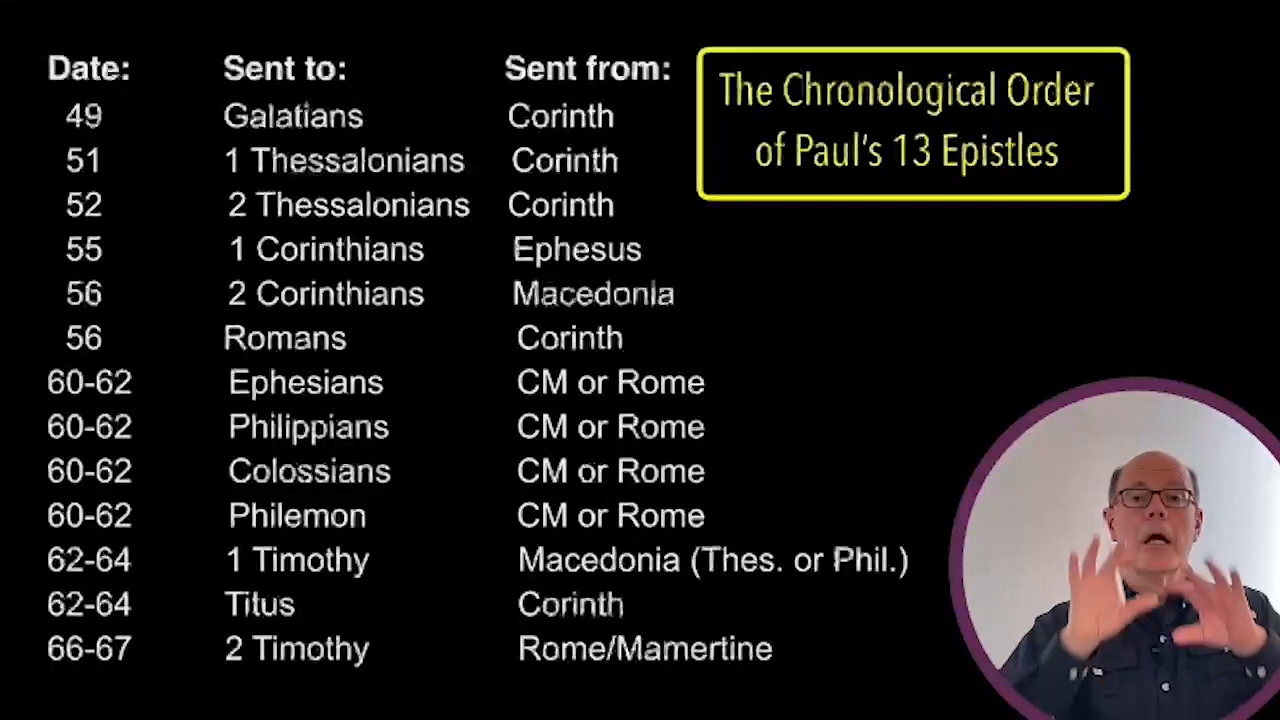 Date: Sent to: Sent from:
49 Galatians Corinth
51 1 Thessalonians Corinth
52 2 Thessalonians Corinth
55 1 Corinthians Ephesus
56 2 Corinthians Macedonia
56 Romans Corinth
60-62 Ephesians CM or Rome
60-62 Philippians CM or Rome
60-62 Colossians CM or Rome
60-62 Philemon CM or Rome
62-64 1 Timothy Macedonia (Thes. or Phil.)
62-64 Titus Corinth
66-67 2 Timothy Rome/Mamertine
The Chronological Order
of Paul's 13 Epistles